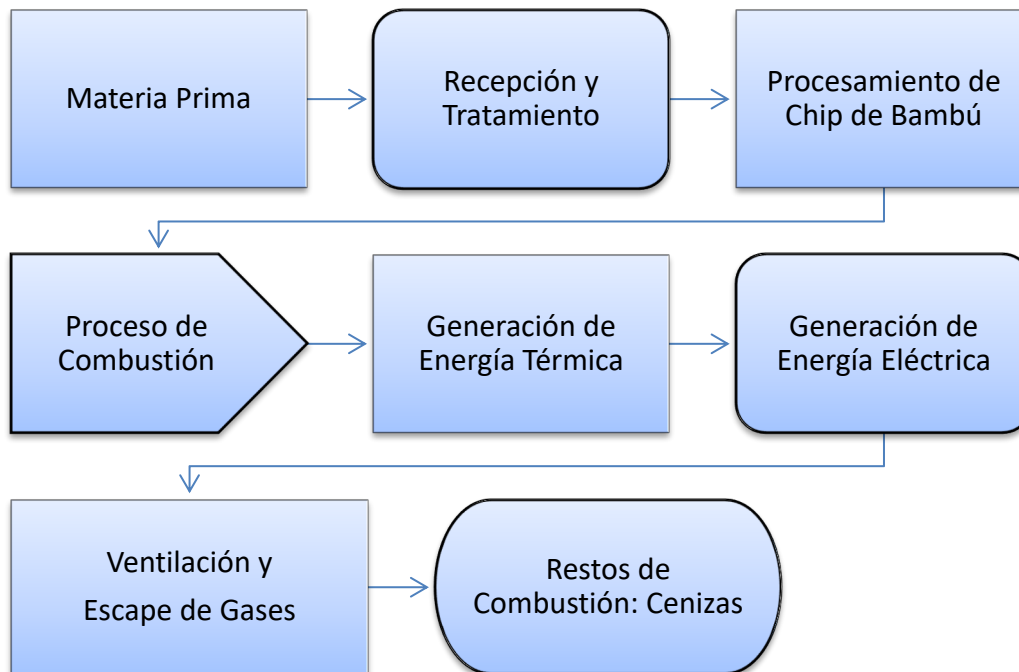 Materia Prima
Recepción y
Tratamiento
Procesamiento de
Chip de Bambú
Proceso de
Combustión
Generación de
Energía Térmica
Generación de
Energía Eléctrica
Ventilación y
Escape de Gases
Restos de
Combustión: Cenizas